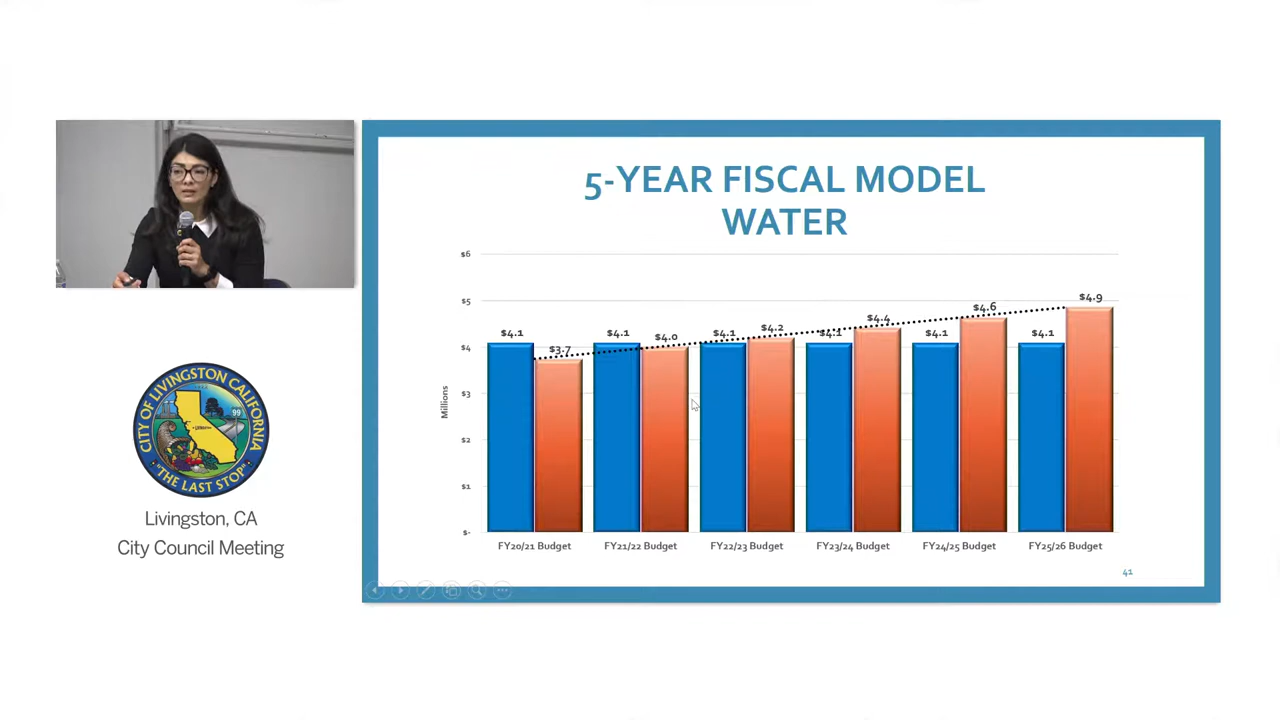 5-YEAR FISCAL MODEL
WATER
$6
$5
$4
$3
$2
$1
$-
Millions
$4.1
$3.7
$4.1
$4.0
$4.1
$4.2
$4.1
$4.4
$4.1
$4.6
$4.1
$4.9
FY20/21 Budget
FY21/22 Budget
FY22/23 Budget
FY23/24 Budget
FY24/25 Budget
FY25/26 Budget
41
CITY OF LIVINGSTON CALIFORNIA
99
"THE LAST STOP"
Livingston, CA
City Council Meeting